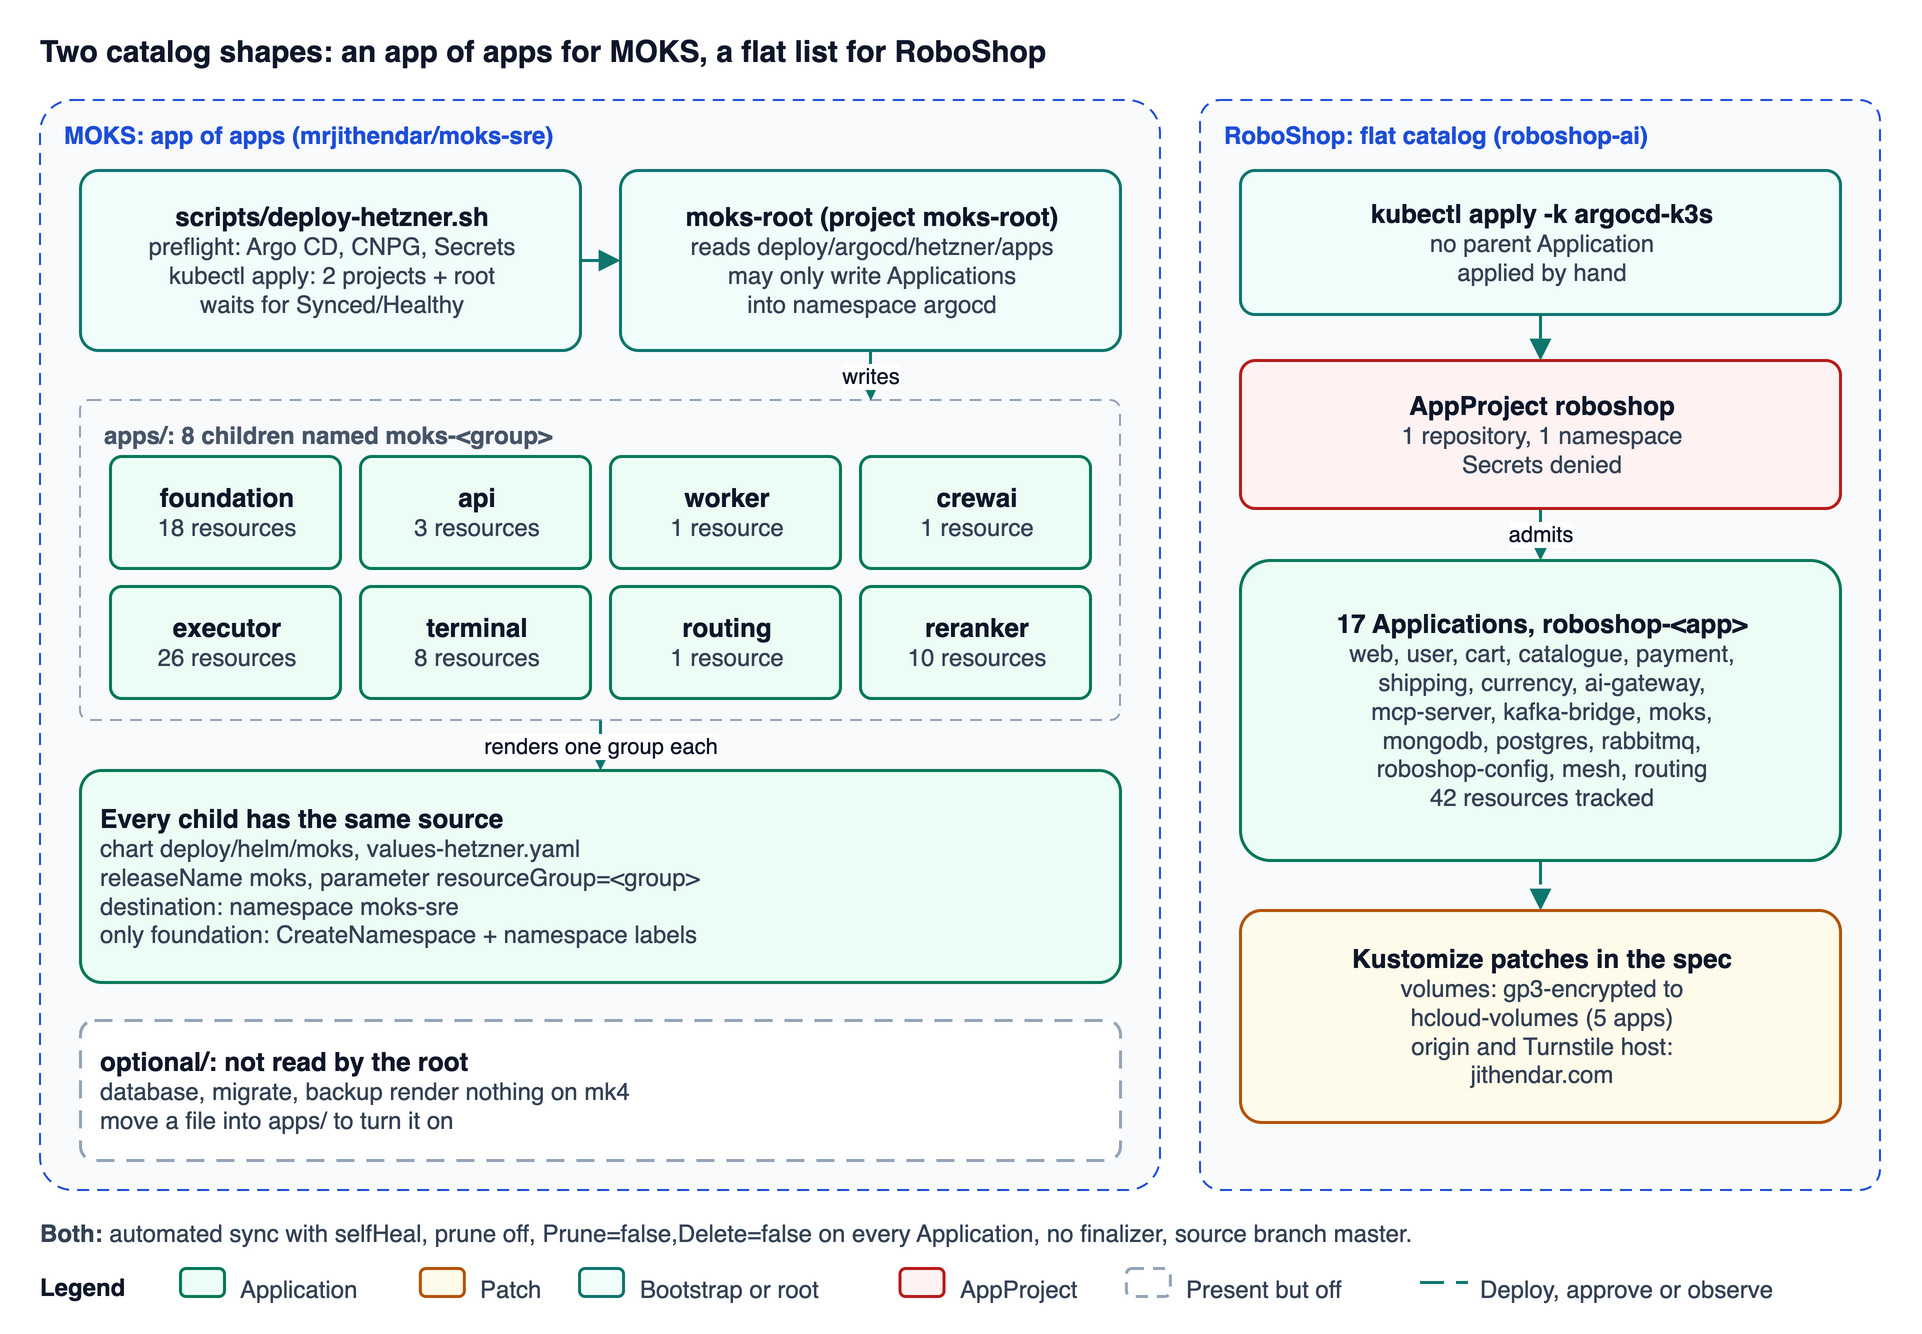 Two catalog shapes: an app of apps for MOKS, a flat list for RoboShop
MOKS: app of apps (mrjithendar/moks-sre)
scripts/deploy-hetzner.sh
preflight: Argo CD, CNPG, Secrets
kubectl apply: 2 projects + root
waits for Synced/Healthy
moks-root (project moks-root)
reads deploy/argocd/hetzner/apps
may only write Applications
into namespace argocd
writes
apps/: 8 children named moks-<group>
foundation
18 resources
api
3 resources
worker
1 resource
crewai
1 resource
executor
26 resources
terminal
8 resources
routing
1 resource
reranker
10 resources
renders one group each
Every child has the same source
chart deploy/helm/moks, values-hetzner.yaml
releaseName moks, parameter resourceGroup=<group>
destination: namespace moks-sre
only foundation: CreateNamespace + namespace labels
optional/: not read by the root
database, migrate, backup render nothing on mk4
move a file into apps/ to turn it on
RoboShop: flat catalog (roboshop-ai)
kubectl apply -k argocd-k3s
no parent Application
applied by hand
AppProject roboshop
1 repository, 1 namespace
Secrets denied
admits
17 Applications, roboshop-<app>
web, user, cart, catalogue, payment,
shipping, currency, ai-gateway,
mcp-server, kafka-bridge, moks,
mongodb, postgres, rabbitmq,
roboshop-config, mesh, routing
42 resources tracked
Kustomize patches in the spec
volumes: gp3-encrypted to
hcloud-volumes (5 apps)
origin and Turnstile host:
jithendar.com
Both: automated sync with selfHeal, prune off, Prune=false,Delete=false on every Application, no finalizer, source branch master.
Legend
Application
Patch
Bootstrap or root
AppProject
Present but off
Deploy, approve or observe